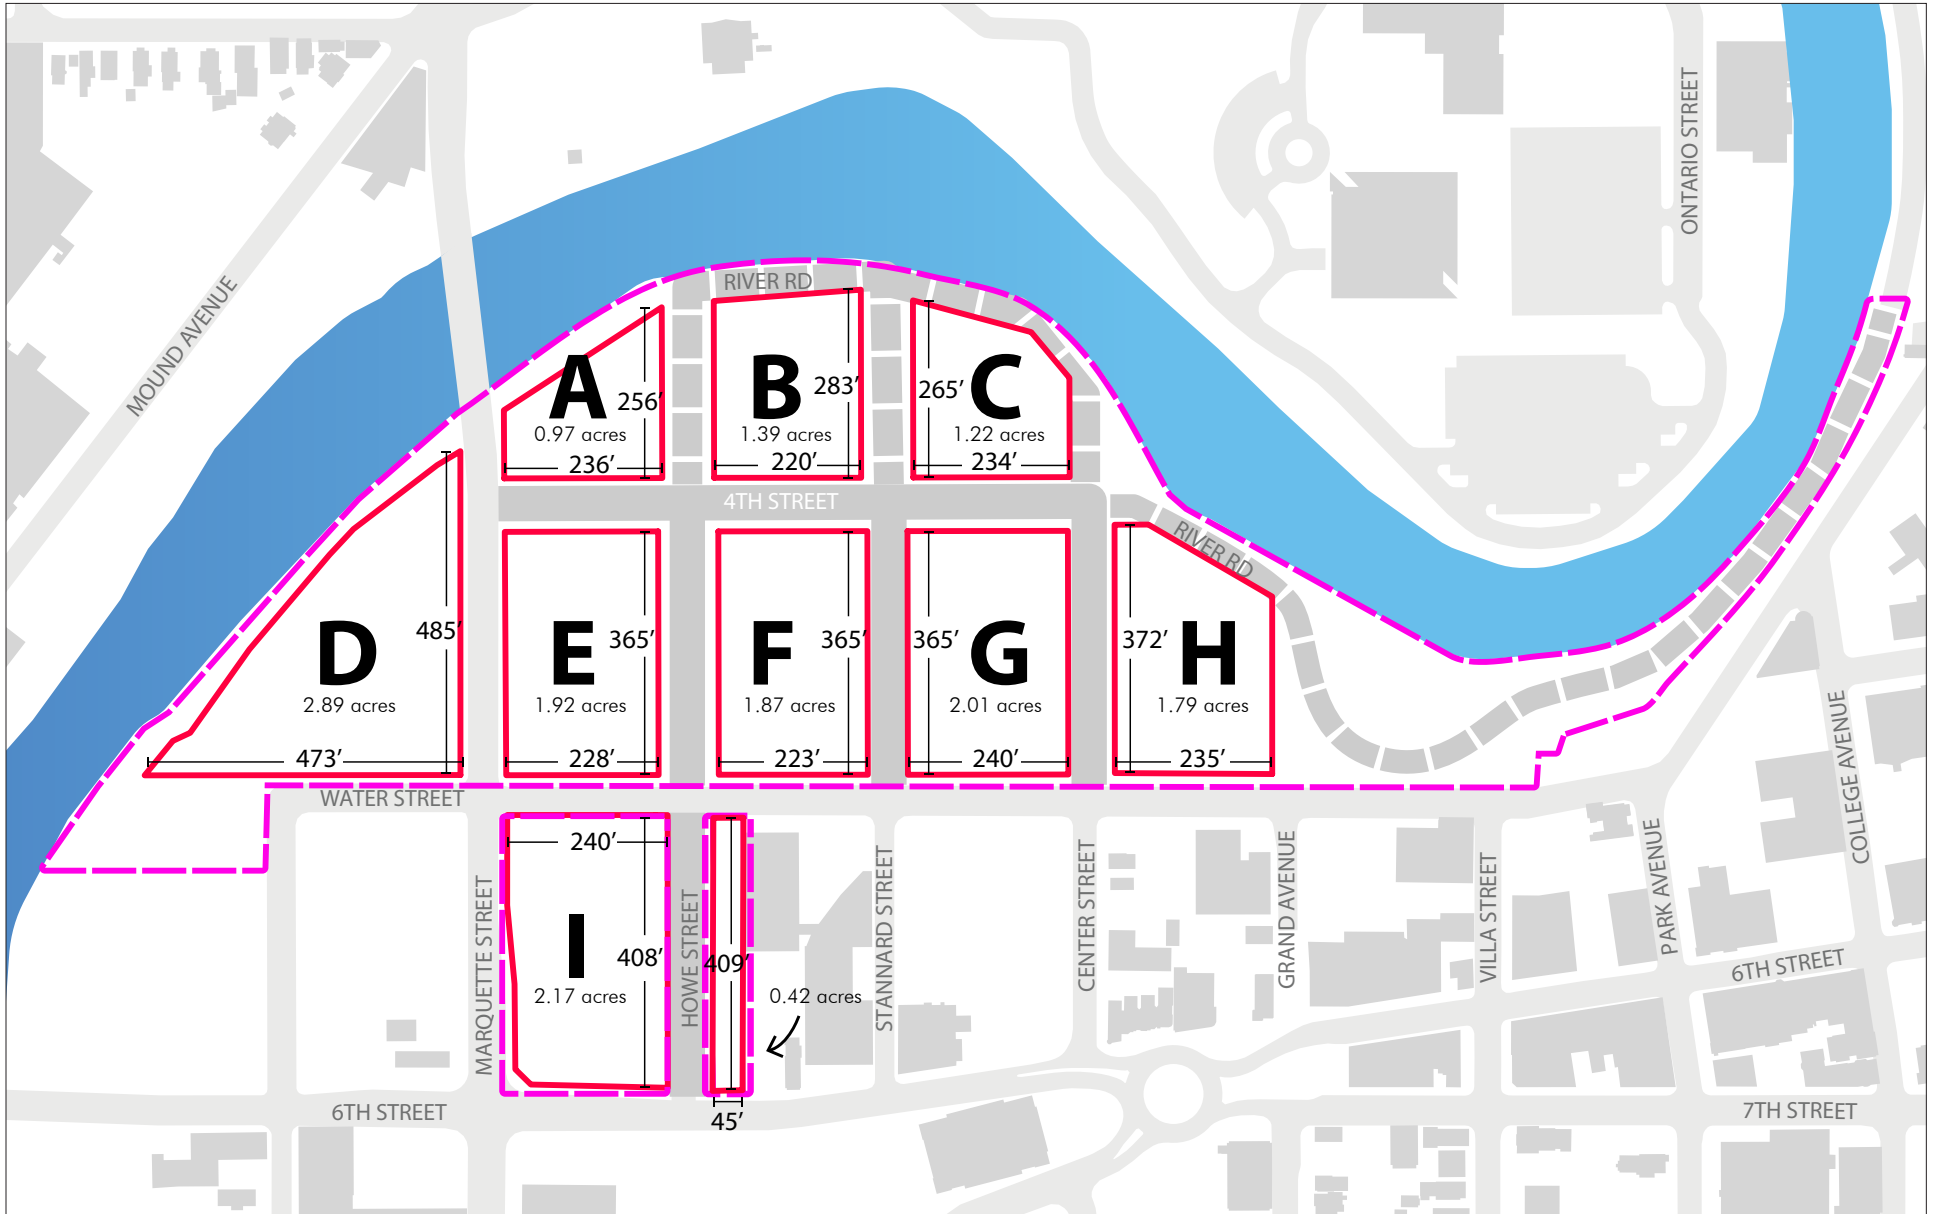 ONTARIO STREET
MOUND AVENUE
RIVER RD
A
0.97 acres
256’
236’
B
1.39 acres
283’
220’
C
1.22 acres
265’
234’
4TH STREET
RIVER RD
D
2.89 acres
485’
473’
E
1.92 acres
365’
228’
F
1.87 acres
365’
223’
G
2.01 acres
365’
240’
H
1.79 acres
372’
235’
WATER STREET
I
2.17 acres
240’
408’
409’
0.42 acres
45’
MARQUETTE STREET
HOWE STREET
STANNARD STREET
CENTER STREET
GRAND AVENUE
VILLA STREET
PARK AVENUE
COLLEGE AVENUE
6TH STREET
6TH STREET
7TH STREET